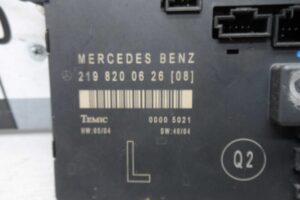 MERCEDES BENZ
219 820 06 26 [08]
TEMIC 0000 5021
HW:05/04 SW:40/04
L
Q2